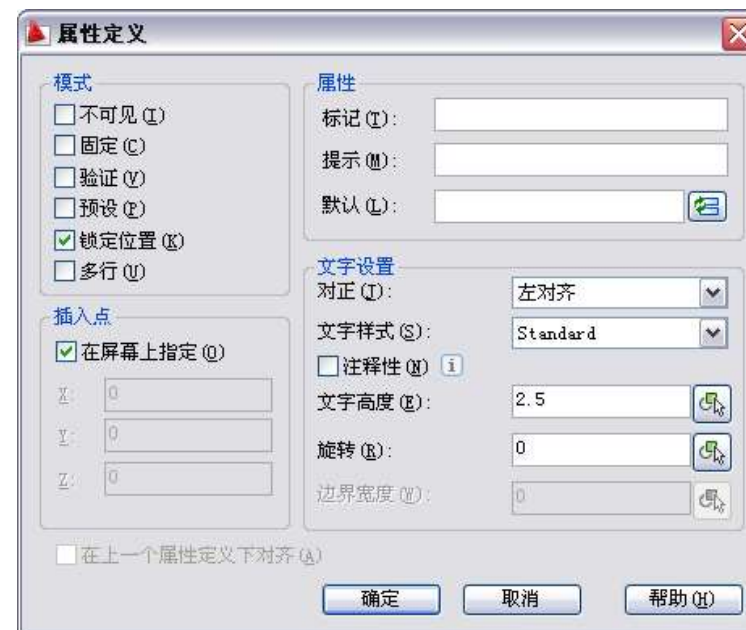 属性定义
模式
不可见(I)
固定(C)
验证(V)
预设(P)
锁定位置(K)
多行(U)
插入点
在屏幕上指定(O)
X: 0
Y: 0
Z: 0
属性
标记(T):
提示(M):
默认(L):
文字设置
对正(J): 左对齐
文字样式(S): Standard
注释性(N)
文字高度(E): 2.5
旋转(R): 0
边界宽度(W): 0
在上一个属性定义下对齐(A)
确定 取消 帮助(H)